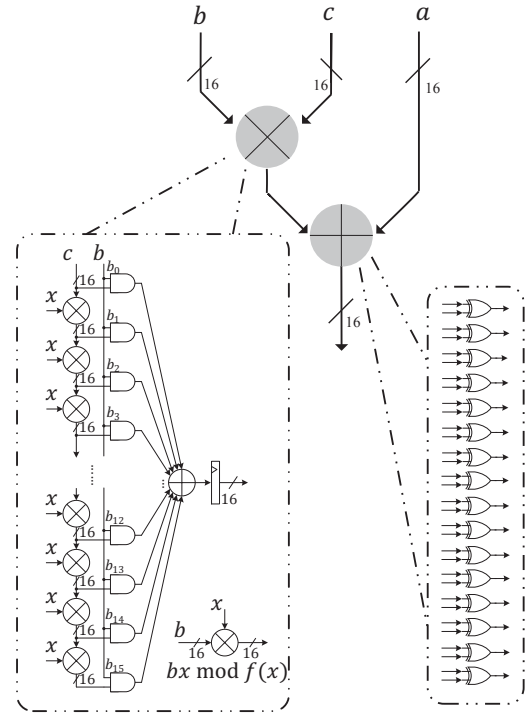 b c a
16 16 16
16
c b
16 b₀
x
b₁
16
x
b₂
16
x
b₃
16
......
...
16
x
b₁₂
16
x
b₁₃
16
x
b₁₄
16
x
b₁₅
x
b 16 16
bx mod f(x)